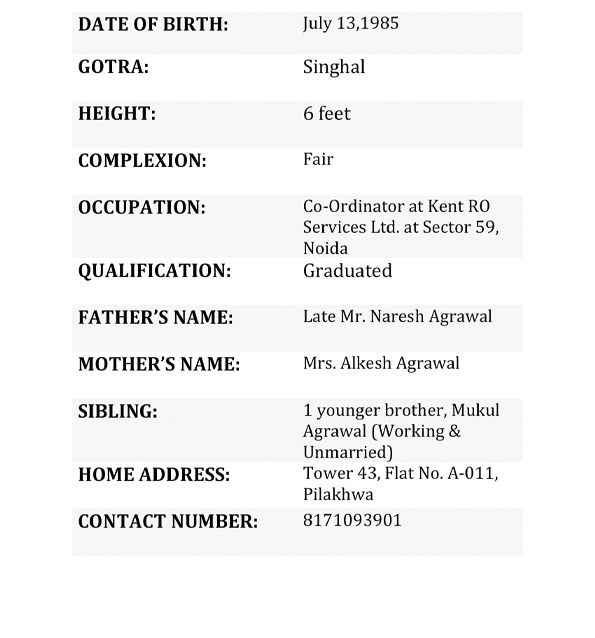 DATE OF BIRTH: July 13,1985
GOTRA: Singhal
HEIGHT: 6 feet
COMPLEXION: Fair
OCCUPATION: Co-Ordinator at Kent RO
Services Ltd. at Sector 59,
Noida
QUALIFICATION: Graduated
FATHER'S NAME: Late Mr. Naresh Agrawal
MOTHER'S NAME: Mrs. Alkesh Agrawal
SIBLING: 1 younger brother, Mukul
Agrawal (Working &
Unmarried)
HOME ADDRESS: Tower 43, Flat No. A-011,
Pilakhwa
CONTACT NUMBER: 8171093901